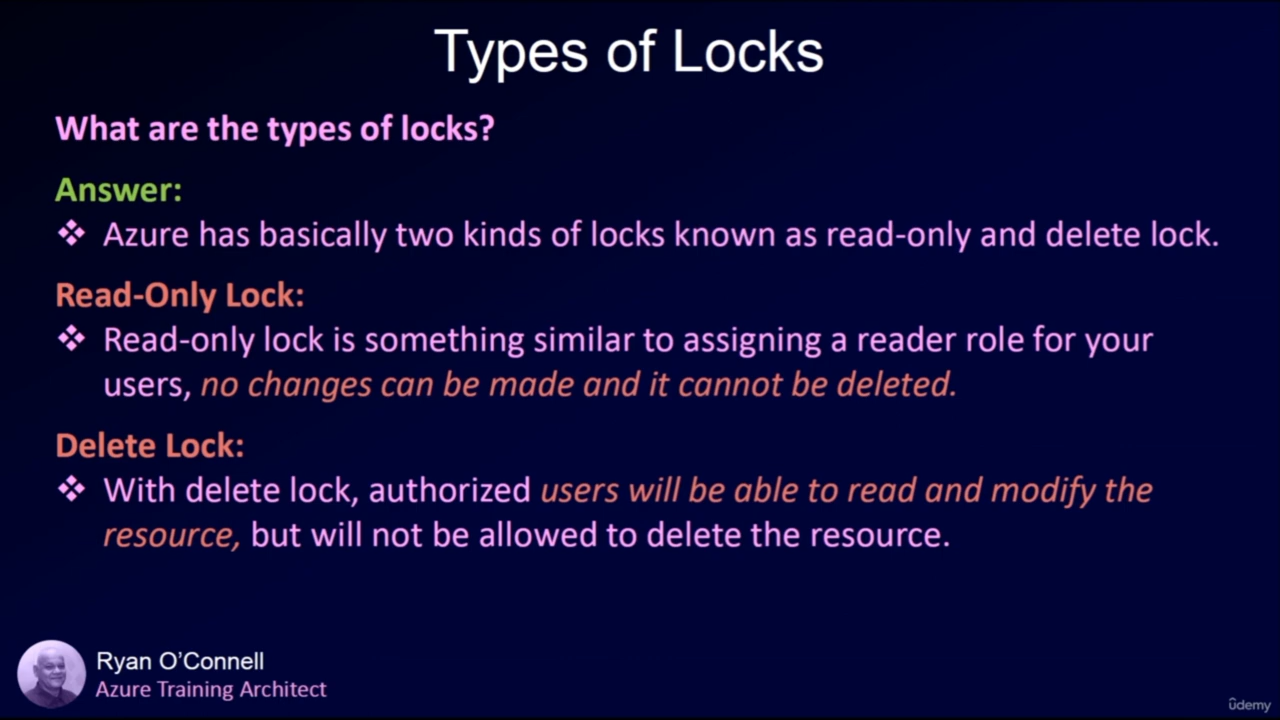 Types of Locks
What are the types of locks?
Answer:
❖ Azure has basically two kinds of locks known as read-only and delete lock.
Read-Only Lock:
❖ Read-only lock is something similar to assigning a reader role for your
users, no changes can be made and it cannot be deleted.
Delete Lock:
❖ With delete lock, authorized users will be able to read and modify the
resource, but will not be allowed to delete the resource.
Ryan O’Connell
Azure Training Architect
ûdemy